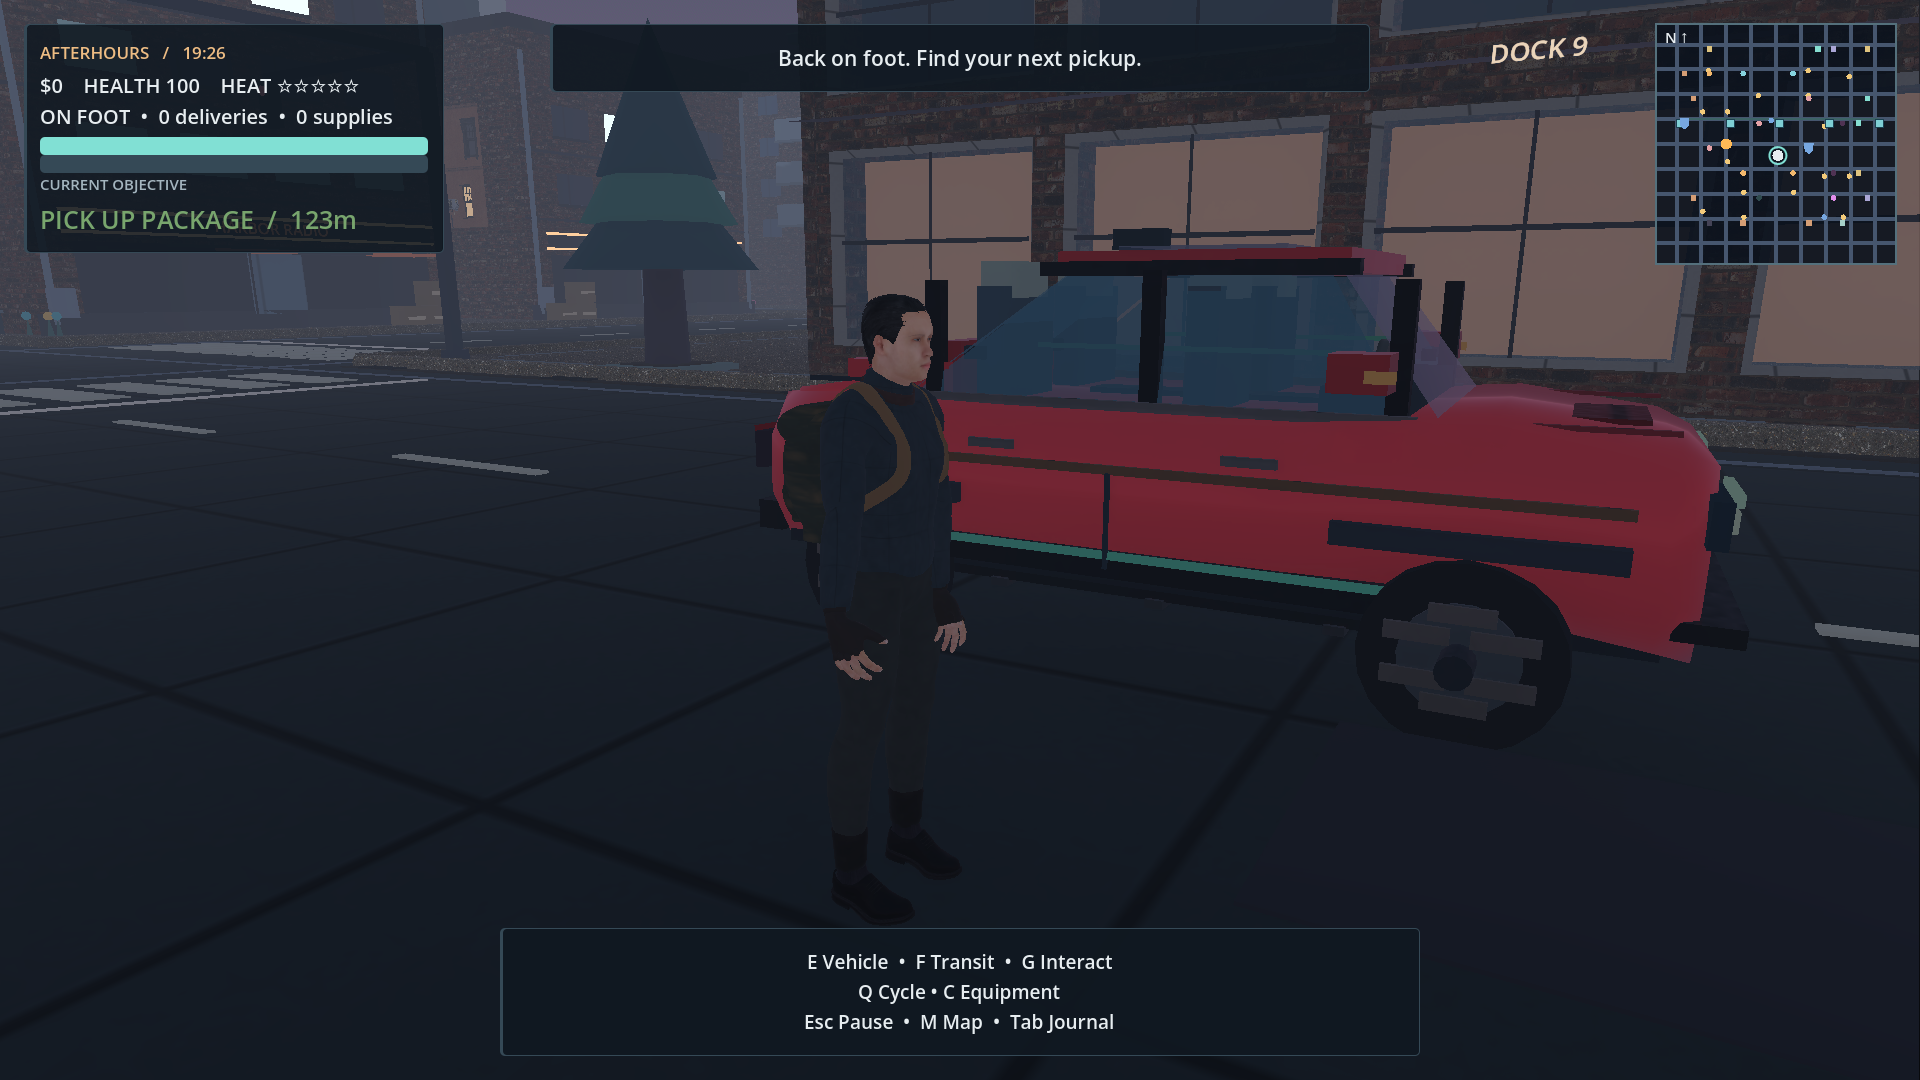 AFTERHOURS / 19:26
$0 HEALTH 100 HEAT ☆☆☆☆☆
ON FOOT • 0 deliveries • 0 supplies
CURRENT OBJECTIVE
PICK UP PACKAGE / 123m
Back on foot. Find your next pickup.
DOCK 9
N ↑
E Vehicle • F Transit • G Interact
Q Cycle • C Equipment
Esc Pause • M Map • Tab Journal